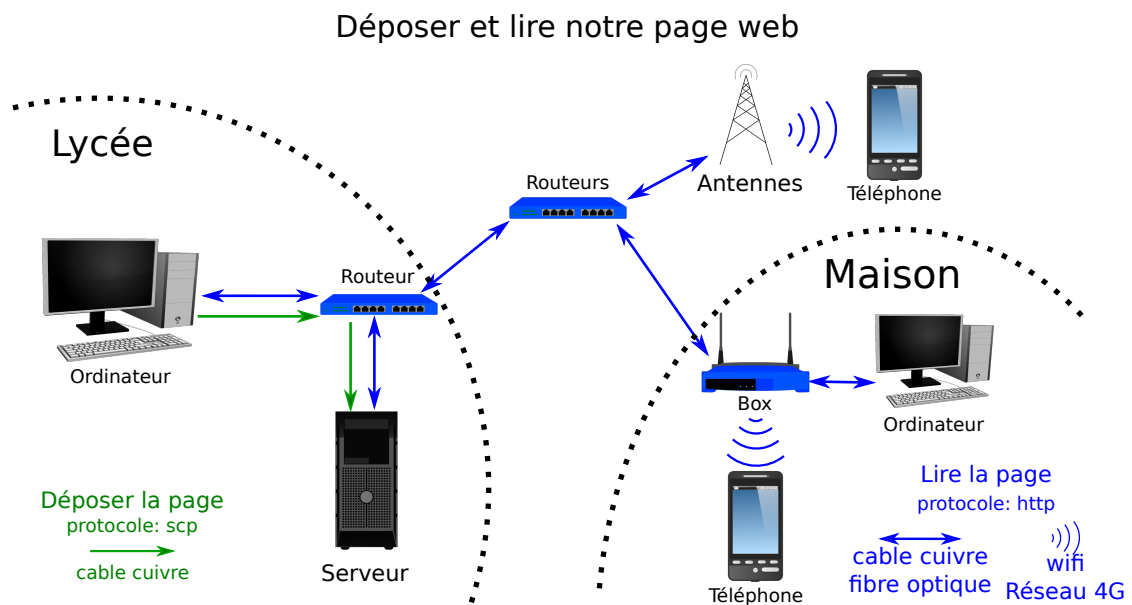 Déposer et lire notre page web
Lycée
Routeurs
Antennes
Téléphone
Routeur
Maison
Ordinateur
Box
Ordinateur
Déposer la page
protocole: scp
cable cuivre
Serveur
Téléphone
Lire la page
protocole: http
cable cuivre
fibre optique
wifi
Réseau 4G